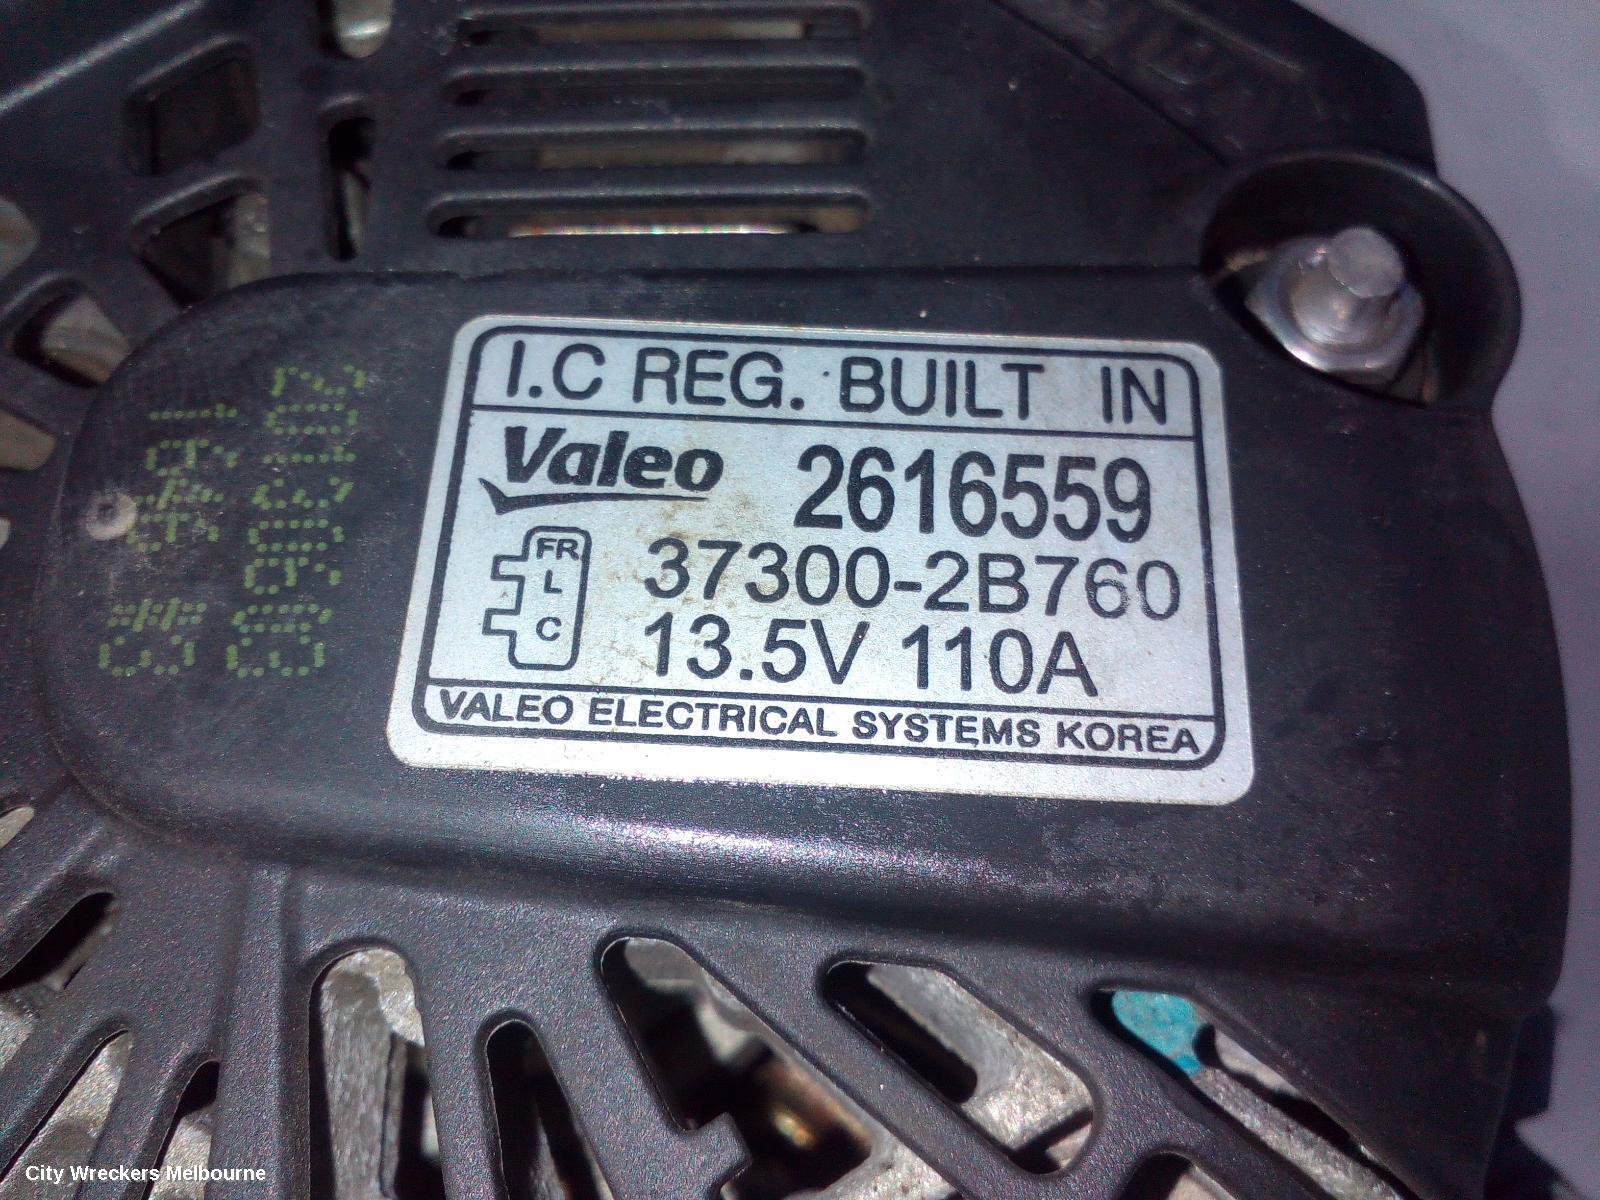 I.C REG. BUILT IN
Valeo 2616559
FR
L
C
37300-2B760
13.5V 110A
VALEO ELECTRICAL SYSTEMS KOREA
City Wreckers Melbourne